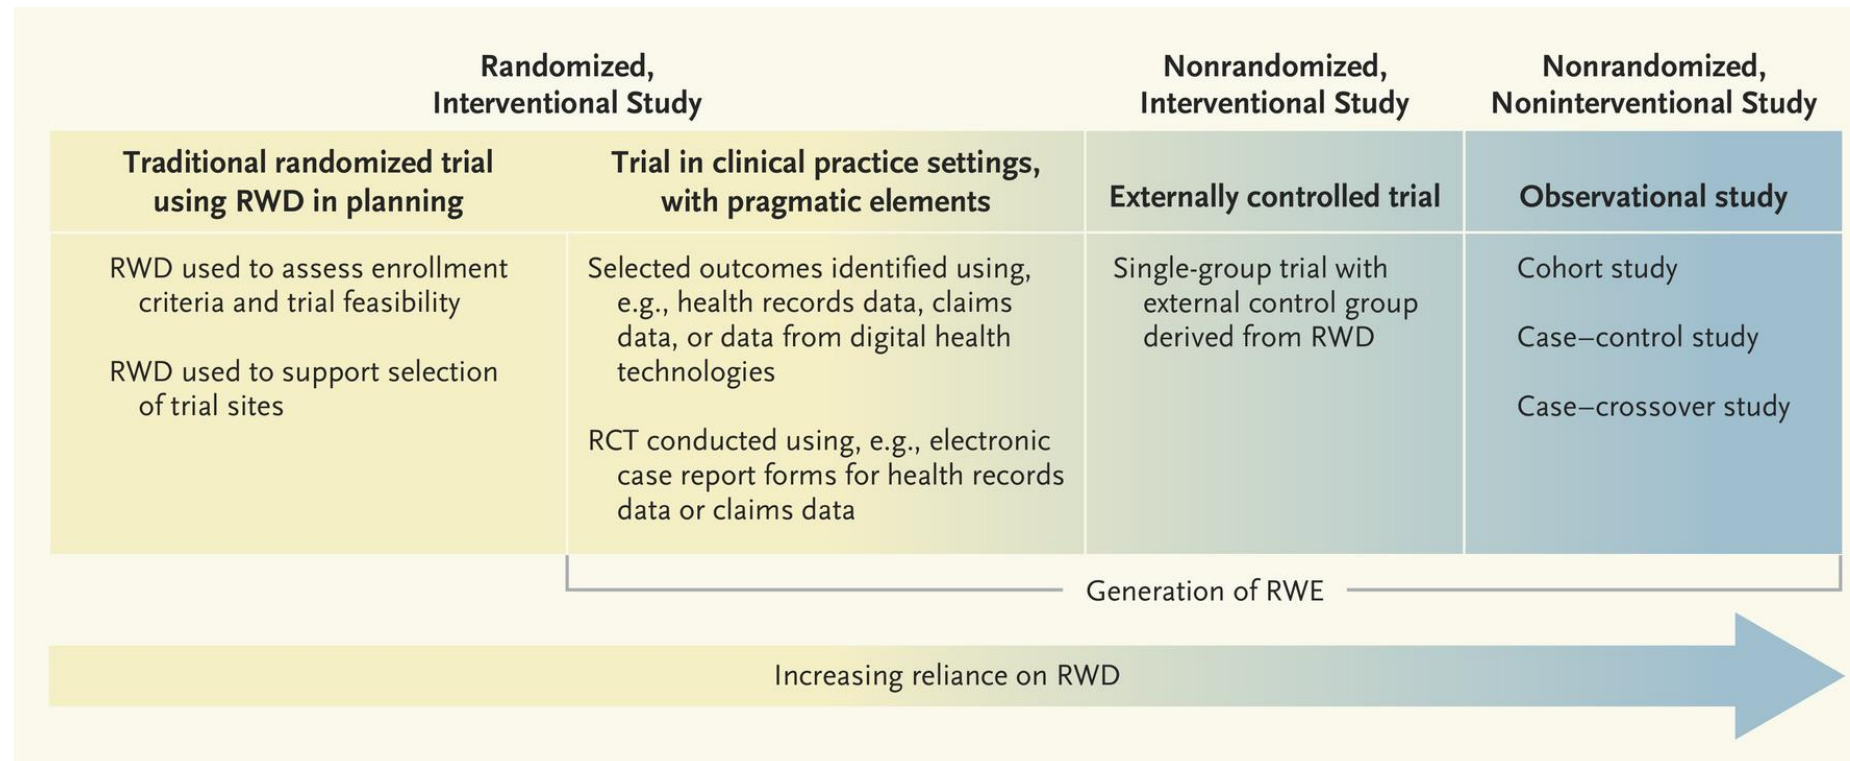 Randomized,
Interventional Study
Nonrandomized,
Interventional Study
Nonrandomized,
Noninterventional Study
Traditional randomized trial
using RWD in planning
Trial in clinical practice settings,
with pragmatic elements
Externally controlled trial
Observational study
RWD used to assess enrollment
criteria and trial feasibility
RWD used to support selection
of trial sites
Selected outcomes identified using,
e.g., health records data, claims
data, or data from digital health
technologies
RCT conducted using, e.g., electronic
case report forms for health records
data or claims data
Single-group trial with
external control group
derived from RWD
Cohort study
Case–control study
Case–crossover study
Generation of RWE
Increasing reliance on RWD